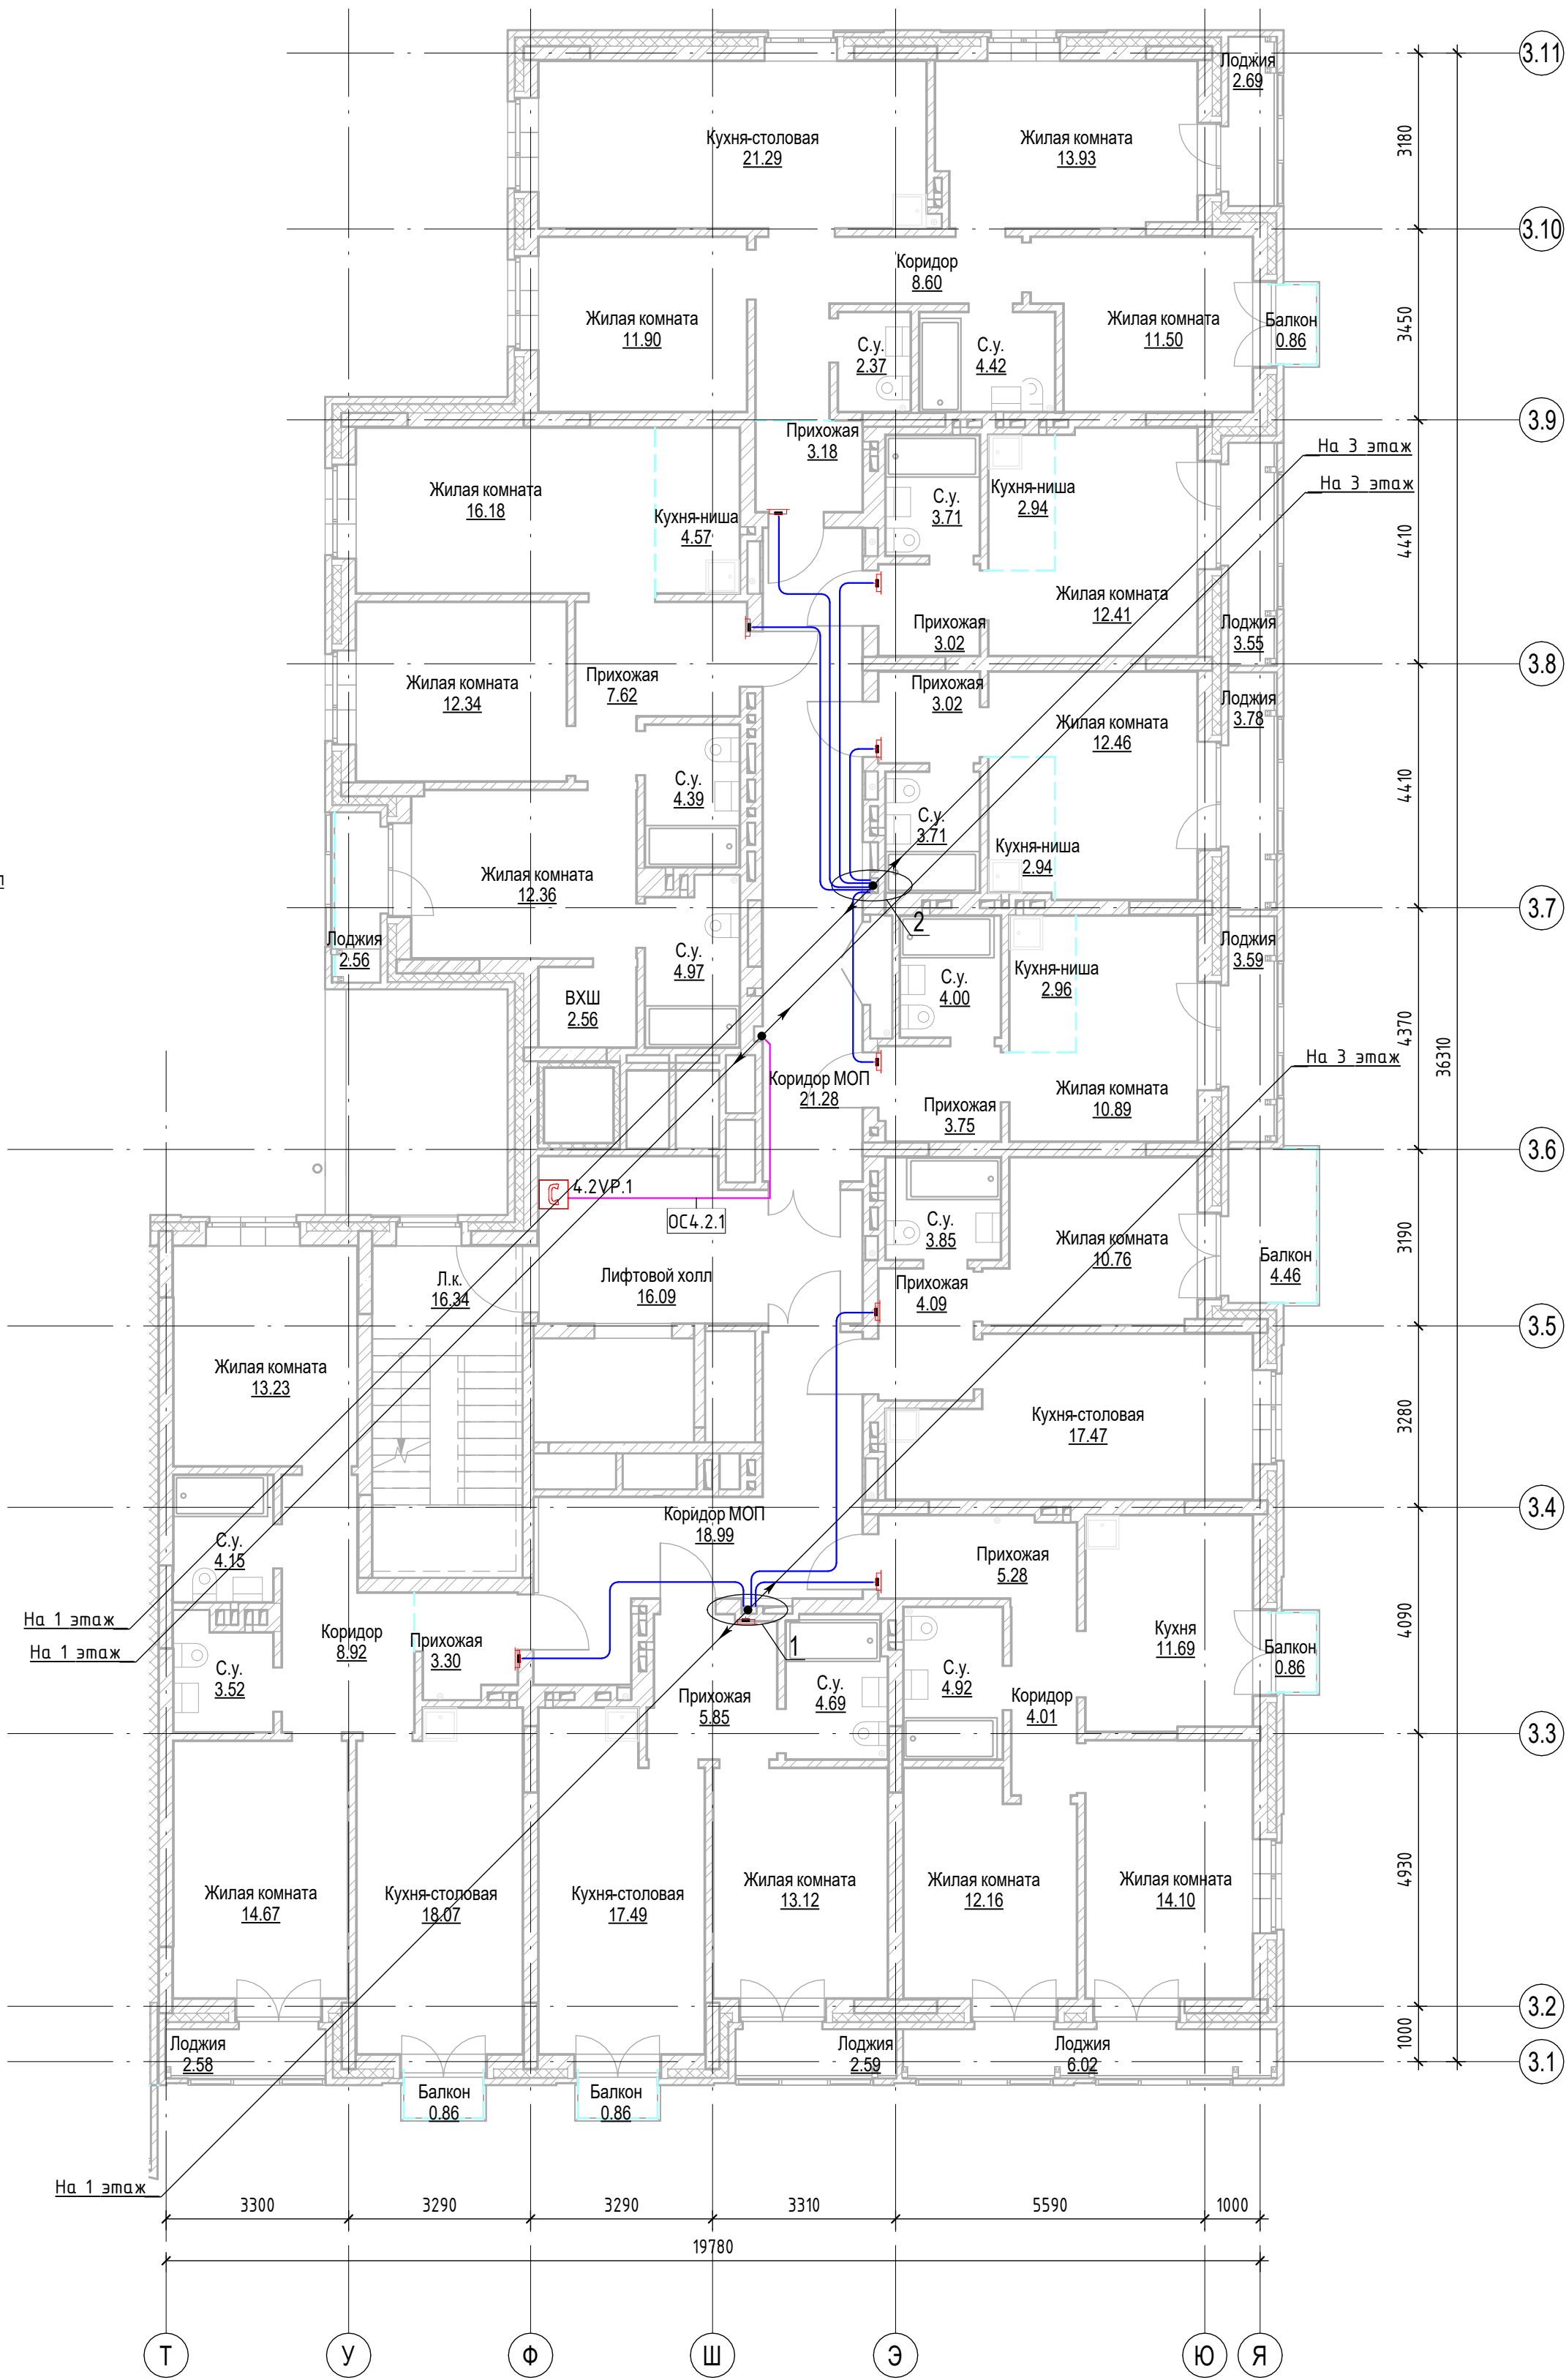 3.11
Лоджия
2.69
Кухня-столовая
21.29
Жилая комната
13.93
3180
3.10
Коридор
8.60
Жилая комната
11.90
Жилая комната
11.50
Балкон
0.86
3450
С.у.
2.37
С.у.
4.42
3.9
Прихожая
3.18
На 3 этаж
На 3 этаж
Жилая комната
16.18
Кухня-ниша
4.57
С.у.
3.71
Кухня-ниша
2.94
4410
Жилая комната
12.41
Прихожая
3.02
Лоджия
3.55
3.8
Прихожая
7.62
Жилая комната
12.34
Прихожая
3.02
Жилая комната
12.46
Лоджия
3.78
4410
С.у.
4.39
С.у.
3.71
Кухня-ниша
2.94
Жилая комната
12.36
3.7
2
Лоджия
2.56
С.у.
4.97
С.у.
4.00
Кухня-ниша
2.96
Лоджия
3.59
ВХШ
2.56
4370
36310
На 3 этаж
Коридор МОП
21.28
Прихожая
3.75
Жилая комната
10.89
3.6
4.2VP.1
ОС4.2.1
С.у.
3.85
Жилая комната
10.76
3190
Балкон
4.46
Л.к.
16.34
Лифтовой холл
16.09
Прихожая
4.09
3.5
Жилая комната
13.23
Кухня-столовая
17.47
3280
3.4
Коридор МОП
18.99
С.у.
4.15
Прихожая
5.28
На 1 этаж
На 1 этаж
Коридор
8.92
Прихожая
3.30
1
Кухня
11.69
Балкон
0.86
4090
С.у.
3.52
Прихожая
5.85
С.у.
4.69
С.у.
4.92
Коридор
4.01
3.3
Жилая комната
14.67
Кухня-столовая
18.07
Кухня-столовая
17.49
Жилая комната
13.12
Жилая комната
12.16
Жилая комната
14.10
4930
3.2
Лоджия
2.58
Лоджия
2.59
Лоджия
6.02
1000
3.1
Балкон
0.86
Балкон
0.86
На 1 этаж
3300
3290
3290
3310
5590
1000
19780
Т
У
Ф
Ш
Э
Ю
Я